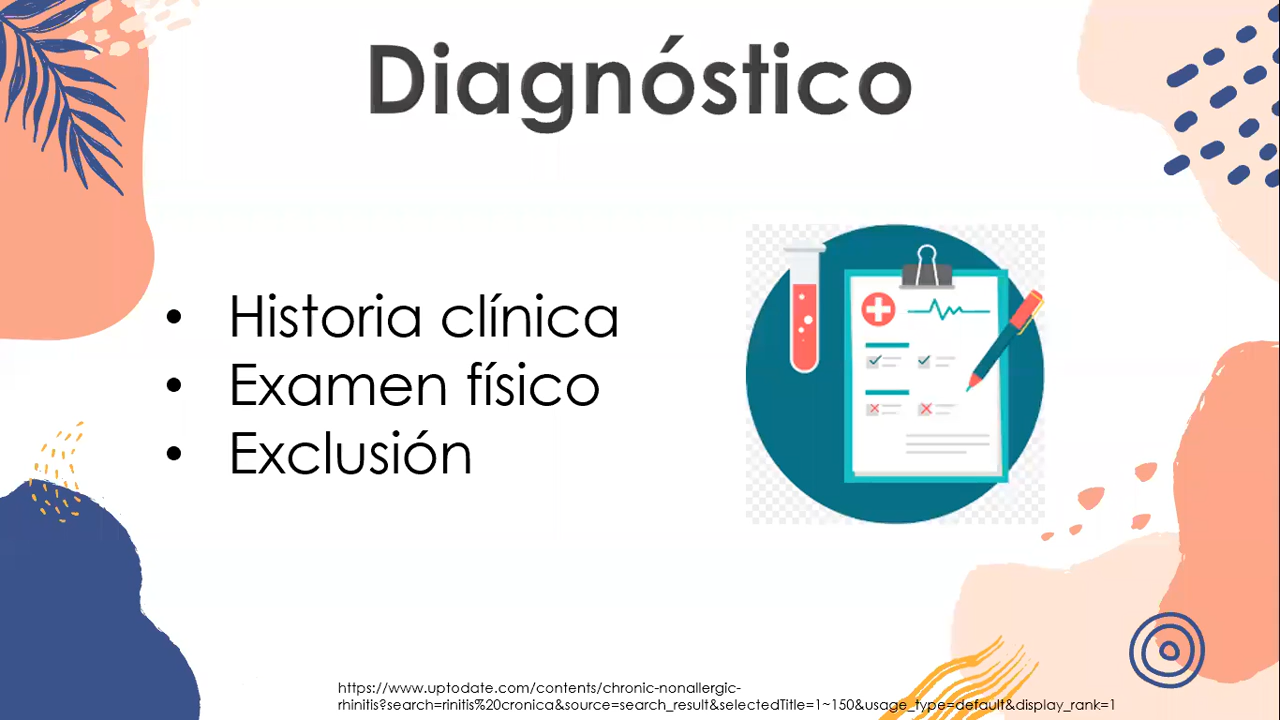 Diagnóstico
• Historia clínica
• Examen físico
• Exclusión
https://www.uptodate.com/contents/chronic-nonallergic-
rhinitis?search=rinitis%20cronica&source=search_result&selectedTitle=1~150&usage_type=default&display_rank=1